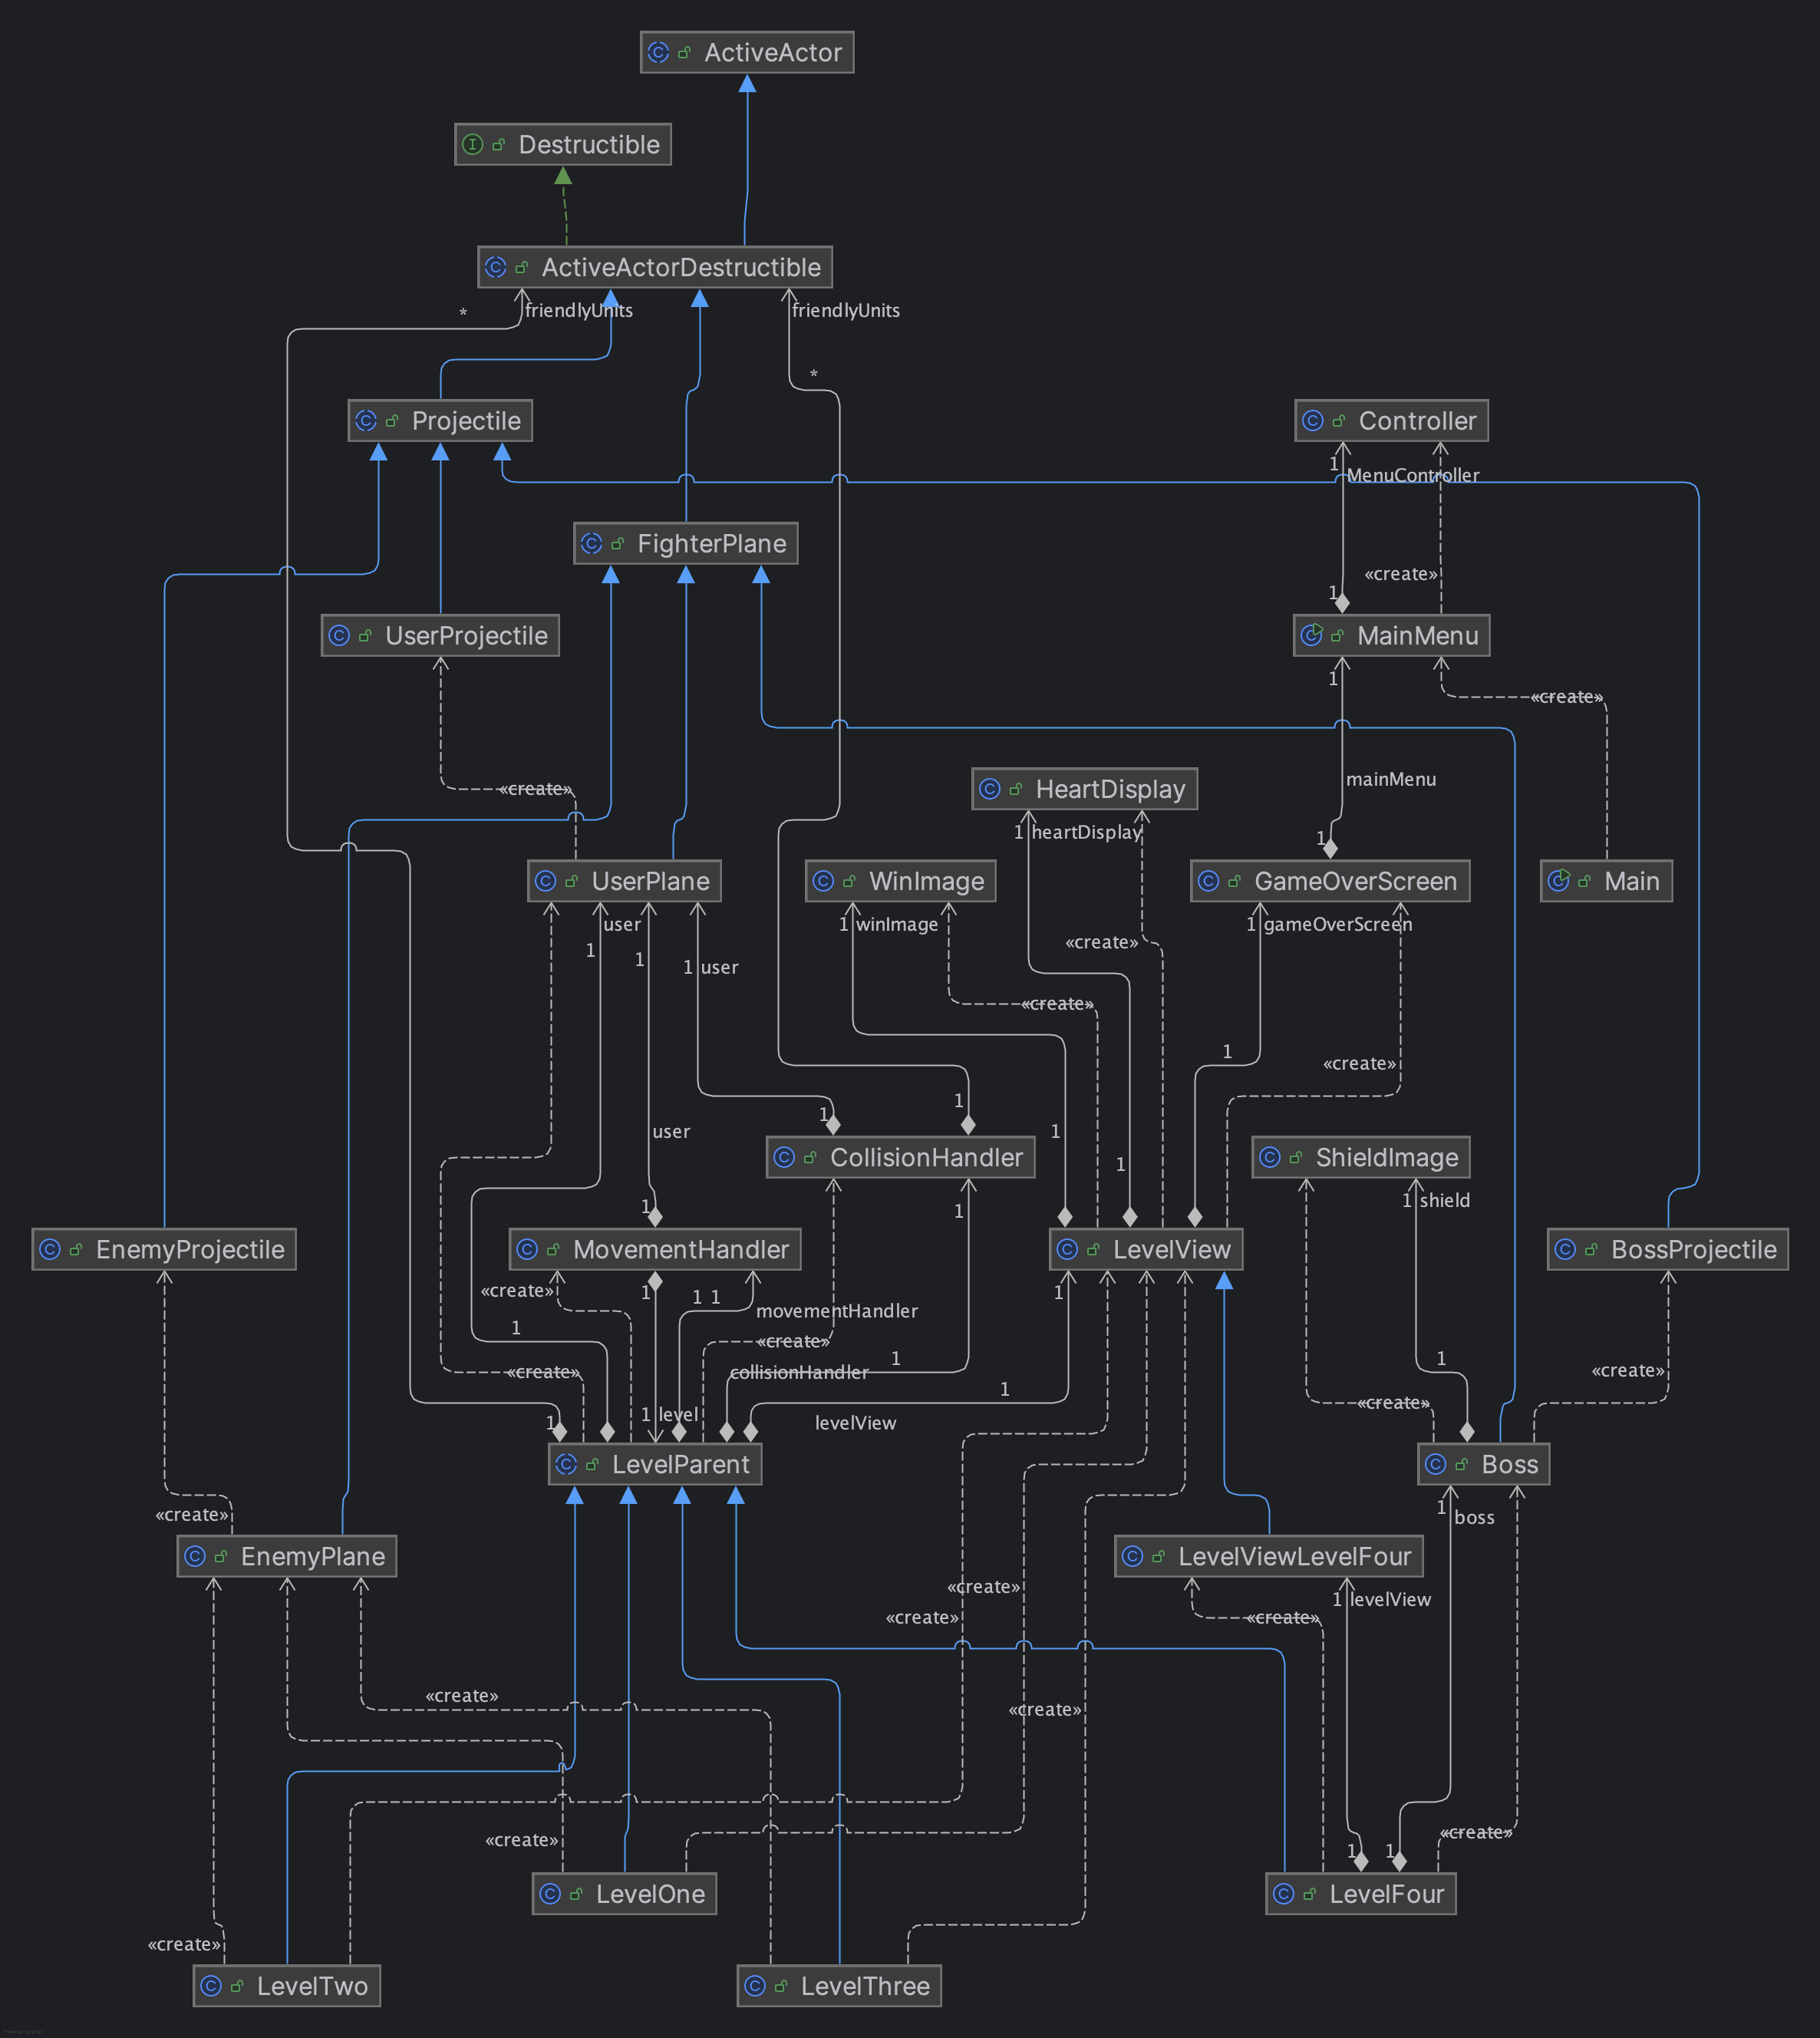 ActiveActor
Destructible
ActiveActorDestructible
* friendlyUnits friendlyUnits
*
Projectile Controller
1 MenuController
FighterPlane
«create»
1
UserProjectile MainMenu
1
«create»
mainMenu
«create» HeartDisplay
1 heartDisplay 1
UserPlane WinImage GameOverScreen Main
user 1 winImage 1 gameOverScreen
«create»
1 1
1 user
«create»
1 «create»
1 1
user 1 1
CollisionHandler ShieldImage
1
1 shield
1 1
EnemyProjectile MovementHandler LevelView BossProjectile
«create» 1 1 1 1
movementHandler
1 «create»
1 1
«create» collisionHandler «create»
1
«create»
1 1 level levelView
LevelParent Boss
«create» 1 boss
EnemyPlane LevelViewLevelFour
«create»
1 levelView
«create» «create»
«create»
«create»
«create»
«create»
1 1
LevelOne LevelFour
«create»
LevelTwo LevelThree